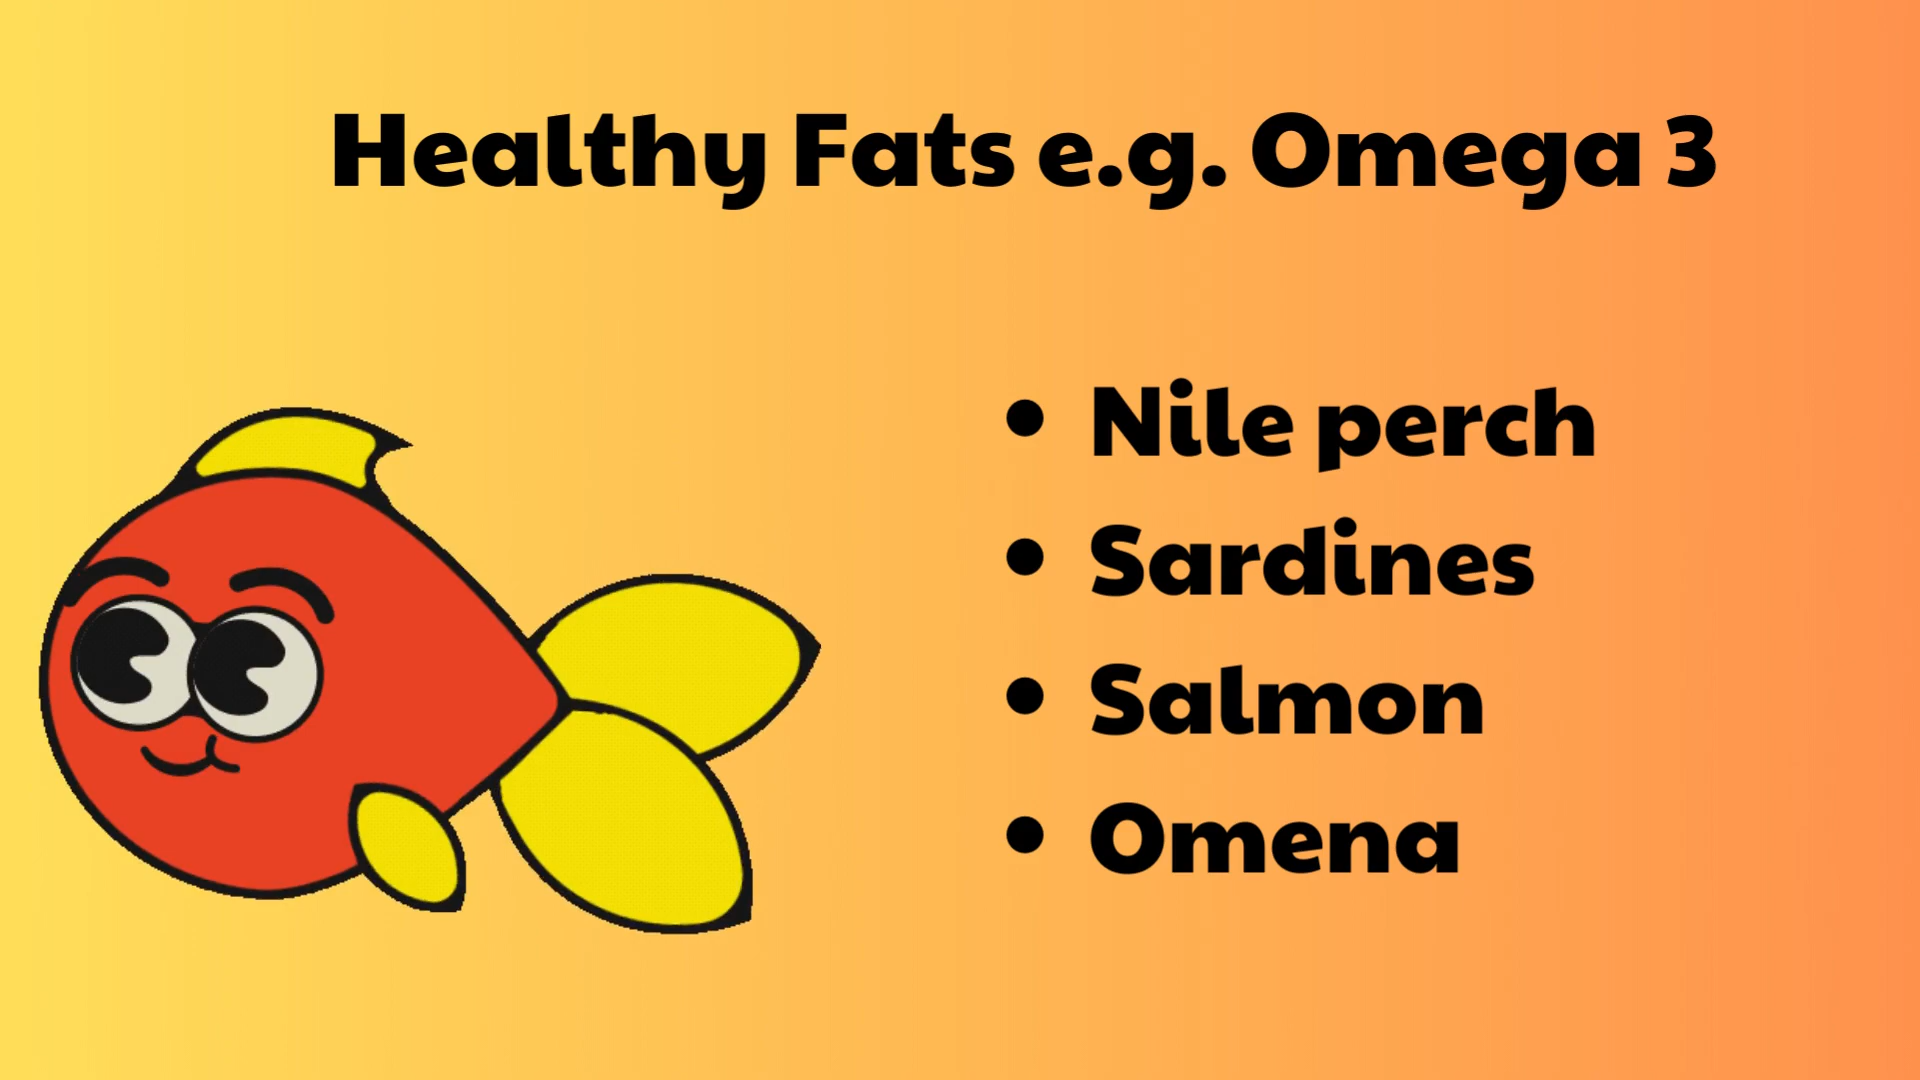 Healthy Fats e.g. Omega 3
• Nile perch
• Sardines
• Salmon
• Omena